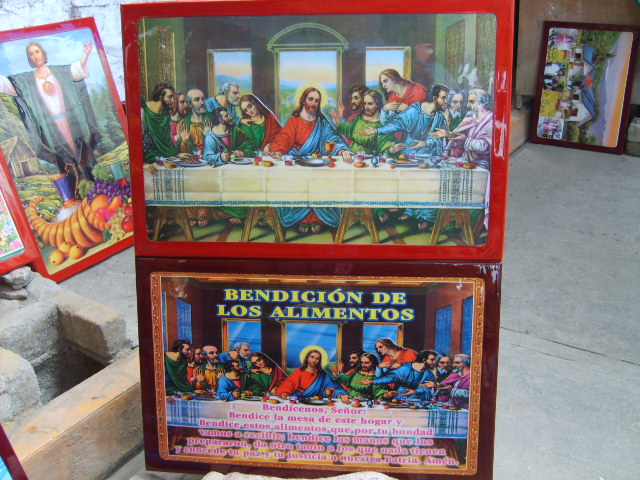 BENDICIÓN DE
LOS ALIMENTOS
Bendícenos, Señor:
Bendice la mesa de este hogar y
Bendice estos alimentos que por tu bondad
vamos a recibir; bendice las manos que los
prepararon, da otro tanto a los que nada tienen
y concede tu paz y tu justicia a nuestra Patria. Amén.